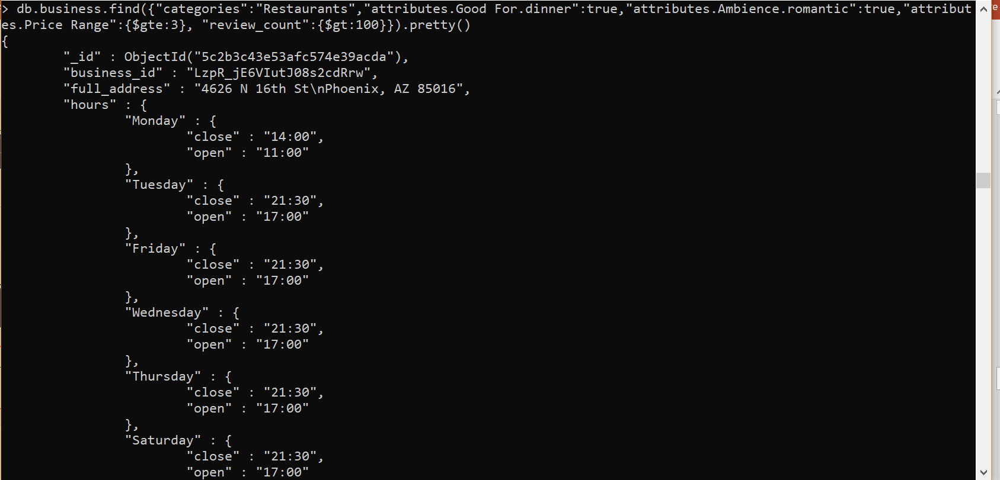 > db.business.find({"categories":"Restaurants","attributes.Good For.dinner":true,"attributes.Ambience.romantic":true,"attribut
es.Price Range":{$gte:3}, "review_count":{$gt:100}}).pretty()
{
"_id" : ObjectId("5c2b3c43e53afc574e39acda"),
"business_id" : "LzpR_jE6VIutJ08s2cdRrw",
"full_address" : "4626 N 16th St\nPhoenix, AZ 85016",
"hours" : {
"Monday" : {
"close" : "14:00",
"open" : "11:00"
},
"Tuesday" : {
"close" : "21:30",
"open" : "17:00"
},
"Friday" : {
"close" : "21:30",
"open" : "17:00"
},
"Wednesday" : {
"close" : "21:30",
"open" : "17:00"
},
"Thursday" : {
"close" : "21:30",
"open" : "17:00"
},
"Saturday" : {
"close" : "21:30",
"open" : "17:00"